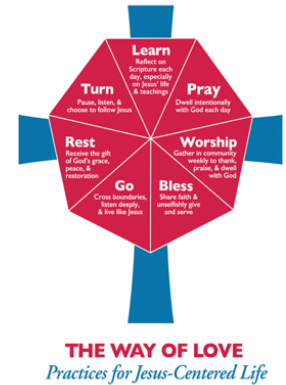 Learn
Reflect on
Scripture each
day, especially
on Jesus' life
& teachings
Turn
Pause, listen, &
choose to follow Jesus
Pray
Dwell intentionally
with God each day
Rest
Receive the gift
of God's grace,
peace, &
restoration
Worship
Gather in community
weekly to thank,
praise, & dwell
with God
Go
Cross boundaries,
listen deeply,
& live like Jesus
Bless
Share faith &
unselfishly give
and serve
THE WAY OF LOVE
Practices for Jesus-Centered Life